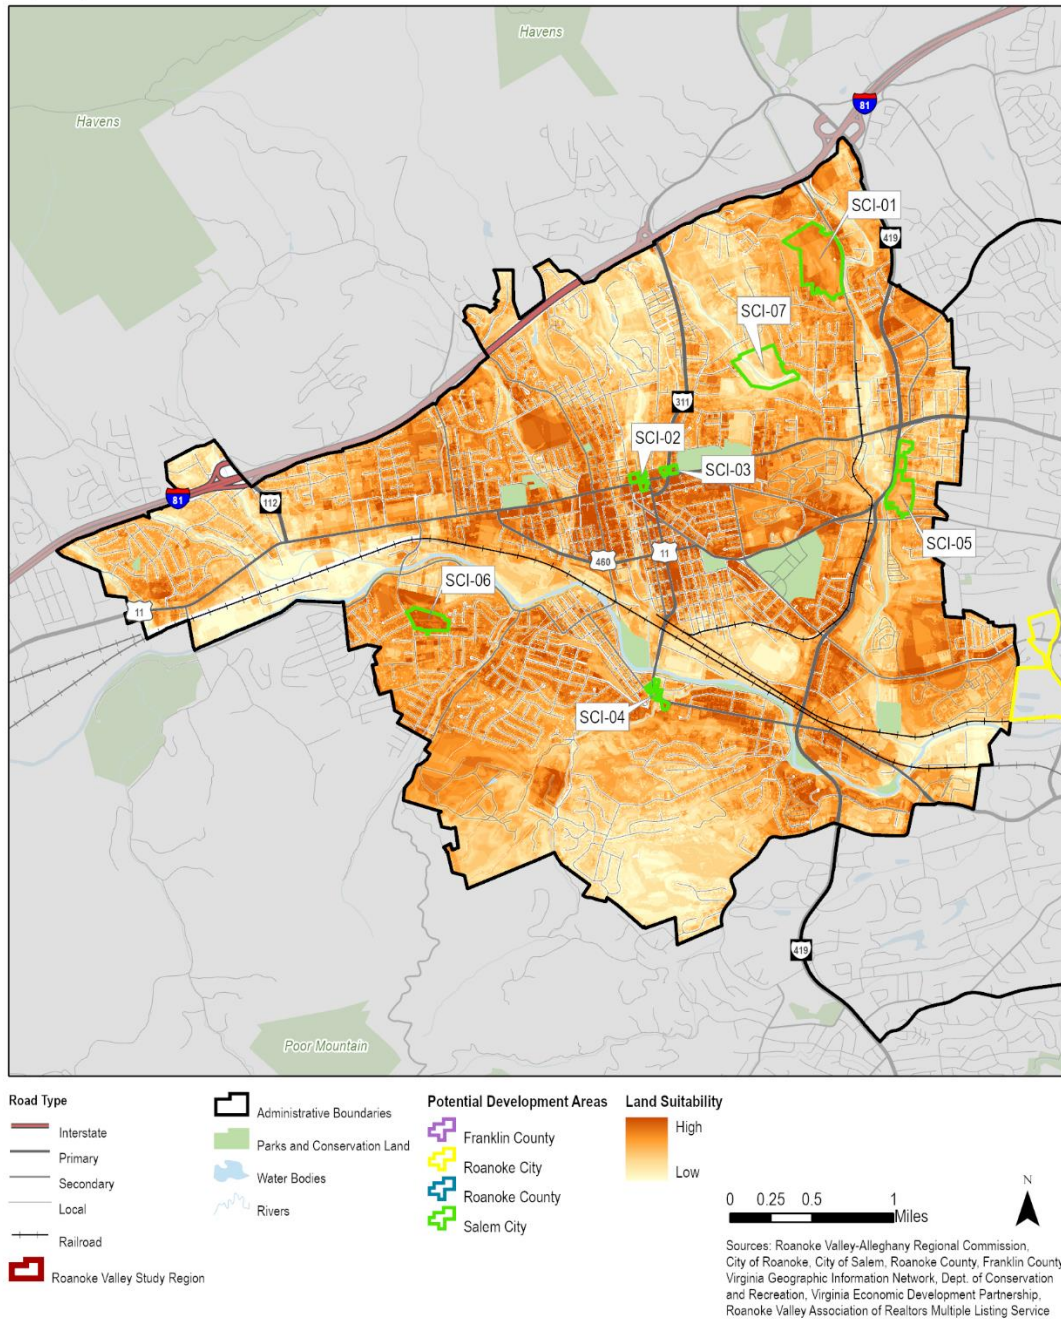 Havens
Havens
81
SCI-01
419
SCI-07
311
SCI-02
SCI-03
81
112
SCI-05
460
11
SCI-06
11
SCI-04
419
Poor Mountain
Road Type
Interstate
Primary
Secondary
Local
Railroad
Roanoke Valley Study Region
Administrative Boundaries
Parks and Conservation Land
Water Bodies
Rivers
Potential Development Areas
Franklin County
Roanoke City
Roanoke County
Salem City
Land Suitability
High
Low
0 0.25 0.5 1
Miles
N
Sources: Roanoke Valley-Alleghany Regional Commission,
City of Roanoke, City of Salem, Roanoke County, Franklin County
Virginia Geographic Information Network, Dept. of Conservation
and Recreation, Virginia Economic Development Partnership,
Roanoke Valley Association of Realtors Multiple Listing Service